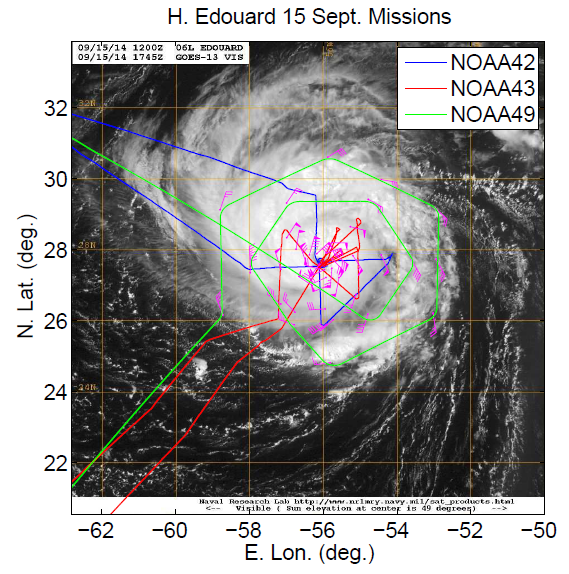 H. Edouard 15 Sept. Missions
09/15/14 1200Z 06L EDOUARD
09/15/14 1745Z GOES-13 VIS
NOAA42
NOAA43
NOAA49
32
30
28
26
24
22
N. Lat. (deg.)
32N
28N
26N
24N
Naval Research Lab http://www.nrlmry.navy.mil/sat_products.html
<-- Visible ( Sun elevation at center is 49 degrees) -->
−62 −60 −58 −56 −54 −52 −50
E. Lon. (deg.)